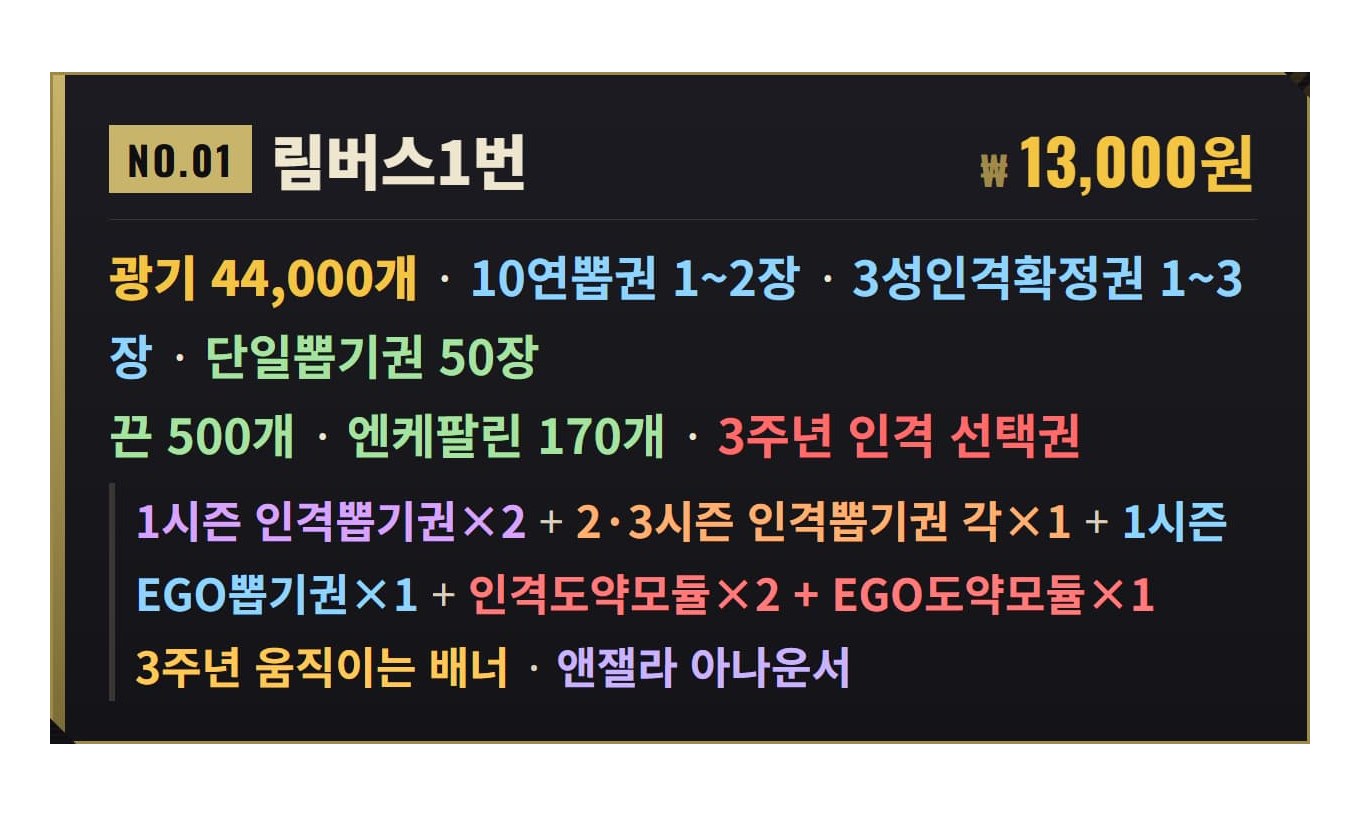 NO.01 림버스1번 ₩ 13,000원
광기 44,000개 · 10연뽑권 1~2장 · 3성인격확정권 1~3
장 · 단일뽑기권 50장
끈 500개 · 엔케팔린 170개 · 3주년 인격 선택권
1시즌 인격뽑기권×2 + 2·3시즌 인격뽑기권 각×1 + 1시즌
EGO뽑기권×1 + 인격도약모듈×2 + EGO도약모듈×1
3주년 움직이는 배너 · 앤젤라 아나운서